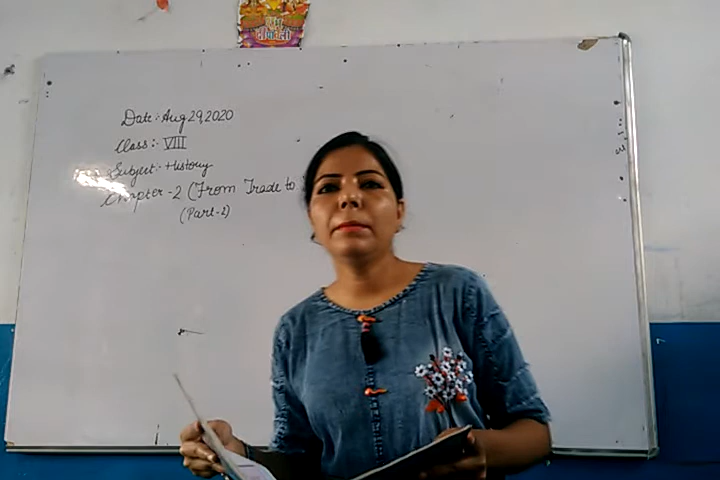 Date:- Aug 29, 2020
Class:- VIII
Subject:- History
Chapter-2 (From Trade to
(Part-2)